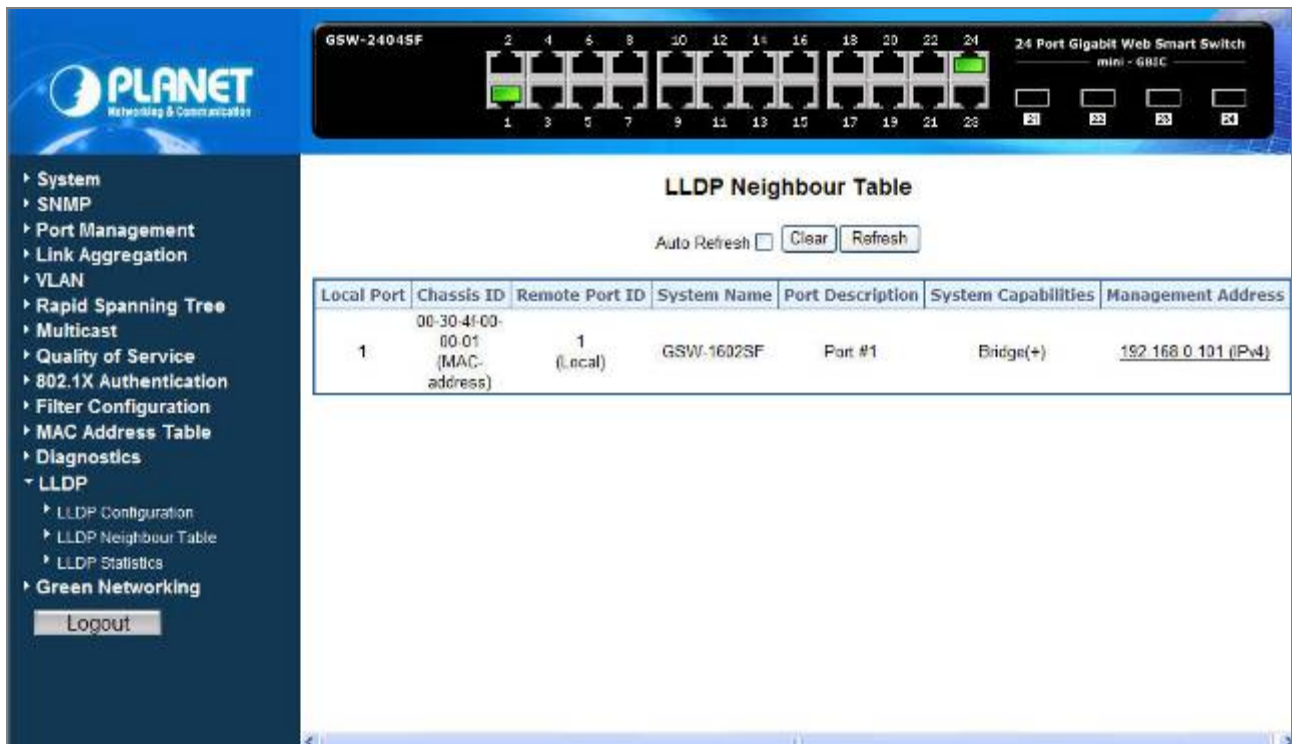 PLANET
Networking & Communication
GSW-2404SF
2 4 6 8 10 12 14 16 18 20 22 24
1 3 5 7 9 11 13 15 17 19 21 23
24 Port Gigabit Web Smart Switch
mini - GBIC
21 22 23 24
System
SNMP
Port Management
Link Aggregation
VLAN
Rapid Spanning Tree
Multicast
Quality of Service
802.1X Authentication
Filter Configuration
MAC Address Table
Diagnostics
LLDP
LLDP Configuration
LLDP Neighbour Table
LLDP Statistics
Green Networking
Logout
LLDP Neighbour Table
Auto Refresh Clear Refresh
Local Port Chassis ID Remote Port ID System Name Port Description System Capabilities Management Address
1 00-30-4f-00-00-01 (MAC-address) 1 (Local) GSW-1602SF Port #1 Bridge(+) 192.168.0.101 (IPv4)